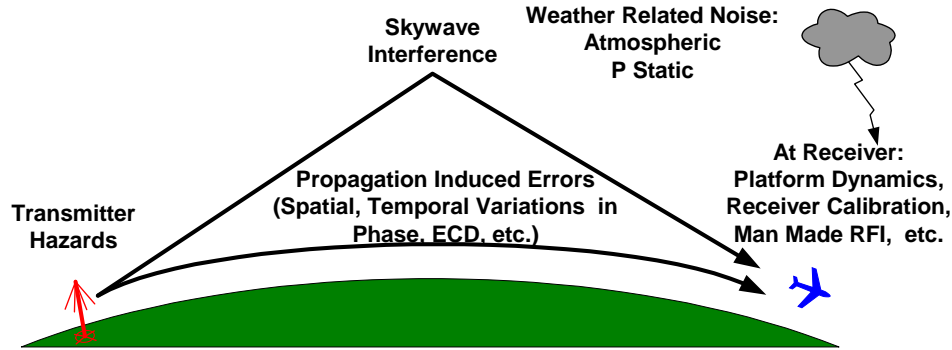 Skywave
Interference
Weather Related Noise:
Atmospheric
P Static
At Receiver:
Platform Dynamics,
Receiver Calibration,
Man Made RFI, etc.
Propagation Induced Errors
(Spatial, Temporal Variations in
Phase, ECD, etc.)
Transmitter
Hazards